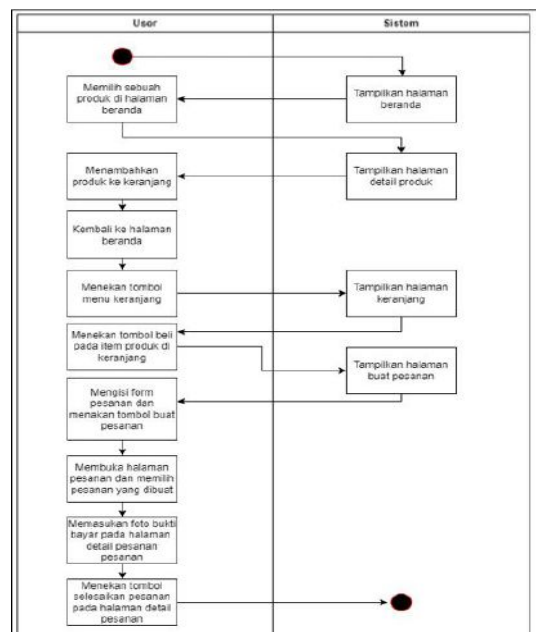 User
Sistem
Memilih sebuah
produk di halaman
beranda
Tampilkan halaman
beranda
Menambahkan
produk ke keranjang
Tampilkan halaman
detail produk
Kembali ke halaman
beranda
Menekan tombol
menu keranjang
Tampilkan halaman
keranjang
Menekan tombol beli
pada item produk di
keranjang
Tampilkan halaman
buat pesanan
Mengisi form
pesanan dan
menakan tombol buat
pesanan
Membuka halaman
pesanan dan memilih
pesanan yang dibuat
Memasukan foto bukti
bayar pada halaman
detail pesanan
pesanan
Menekan tombol
selesaikan pesanan
pada halaman detail
pesanan